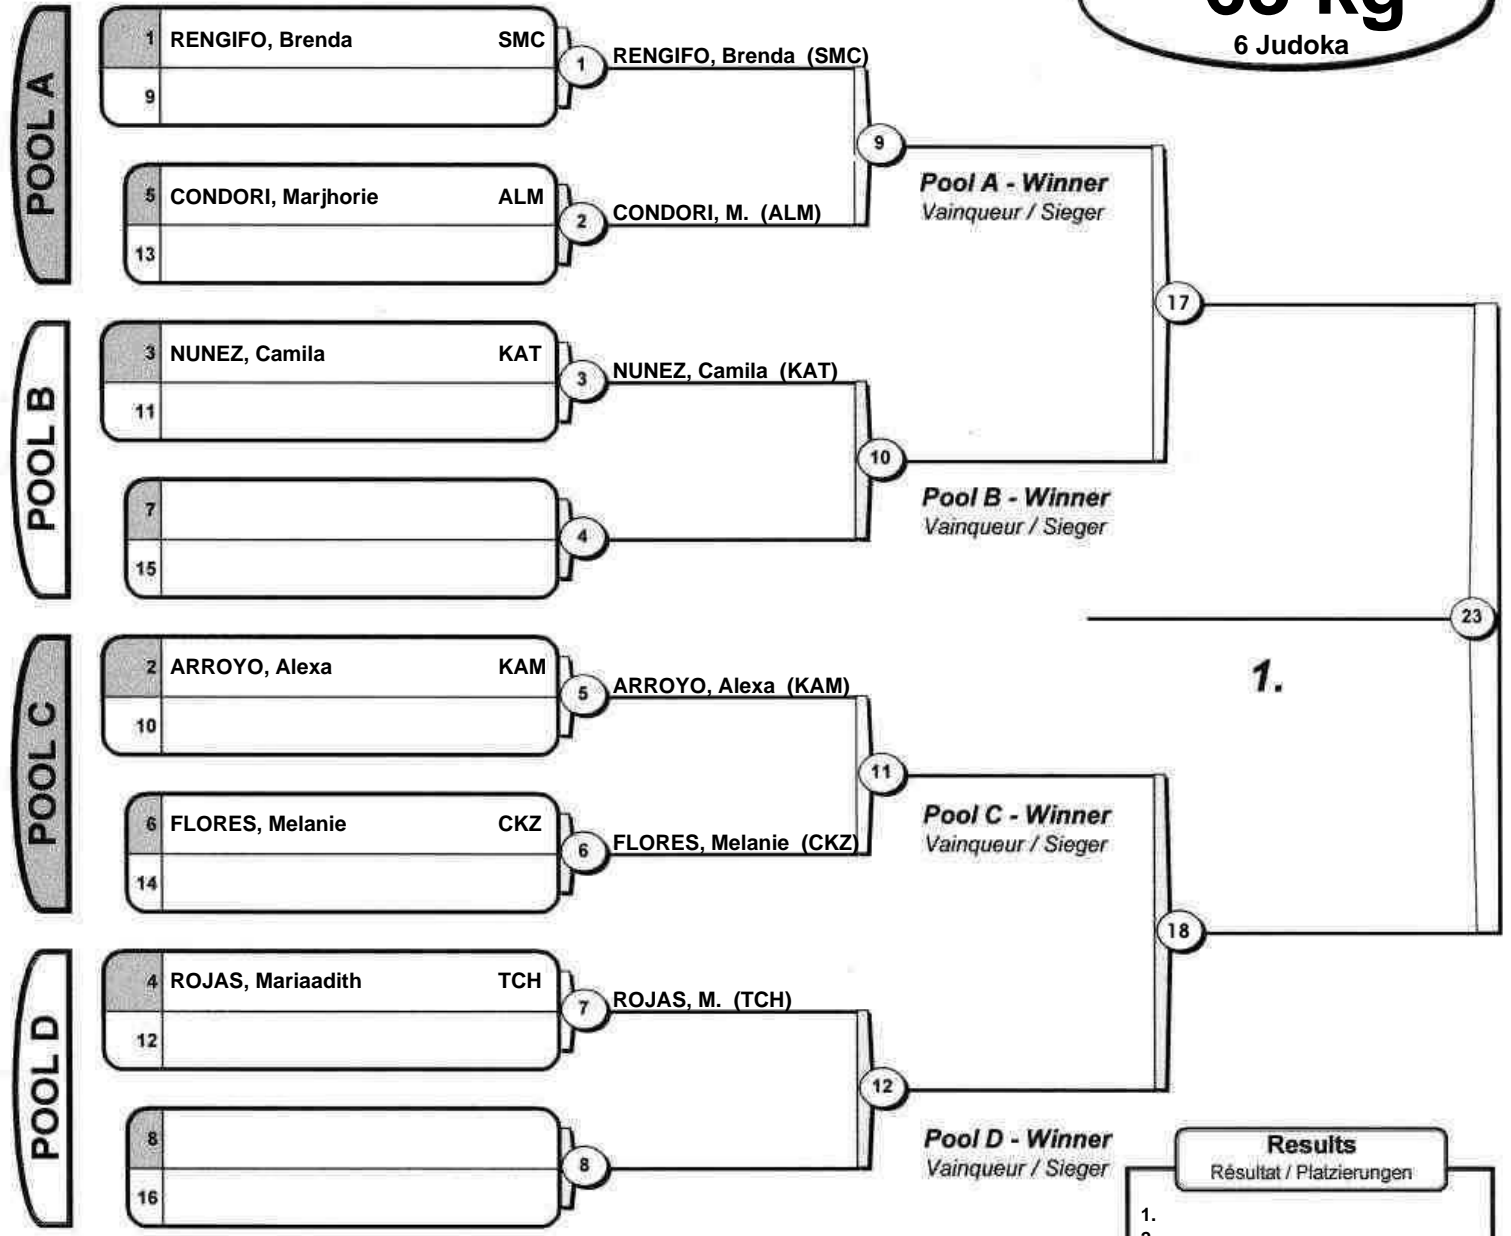 63 kg
6 Judoka
POOL A
1 RENGIFO, Brenda SMC
9
1
RENGIFO, Brenda (SMC)
5 CONDORI, Marjhorie ALM
13
2
CONDORI, M. (ALM)
9
Pool A - Winner
Vainqueur / Sieger
17
POOL B
3 NUNEZ, Camila KAT
11
3
NUNEZ, Camila (KAT)
7
15
4
10
Pool B - Winner
Vainqueur / Sieger
23
1.
POOL C
2 ARROYO, Alexa KAM
10
5
ARROYO, Alexa (KAM)
6 FLORES, Melanie CKZ
14
6
FLORES, Melanie (CKZ)
11
Pool C - Winner
Vainqueur / Sieger
18
POOL D
4 ROJAS, Mariaadith TCH
12
7
ROJAS, M. (TCH)
8
16
8
12
Pool D - Winner
Vainqueur / Sieger
Results
Résultat / Platzierungen
1.